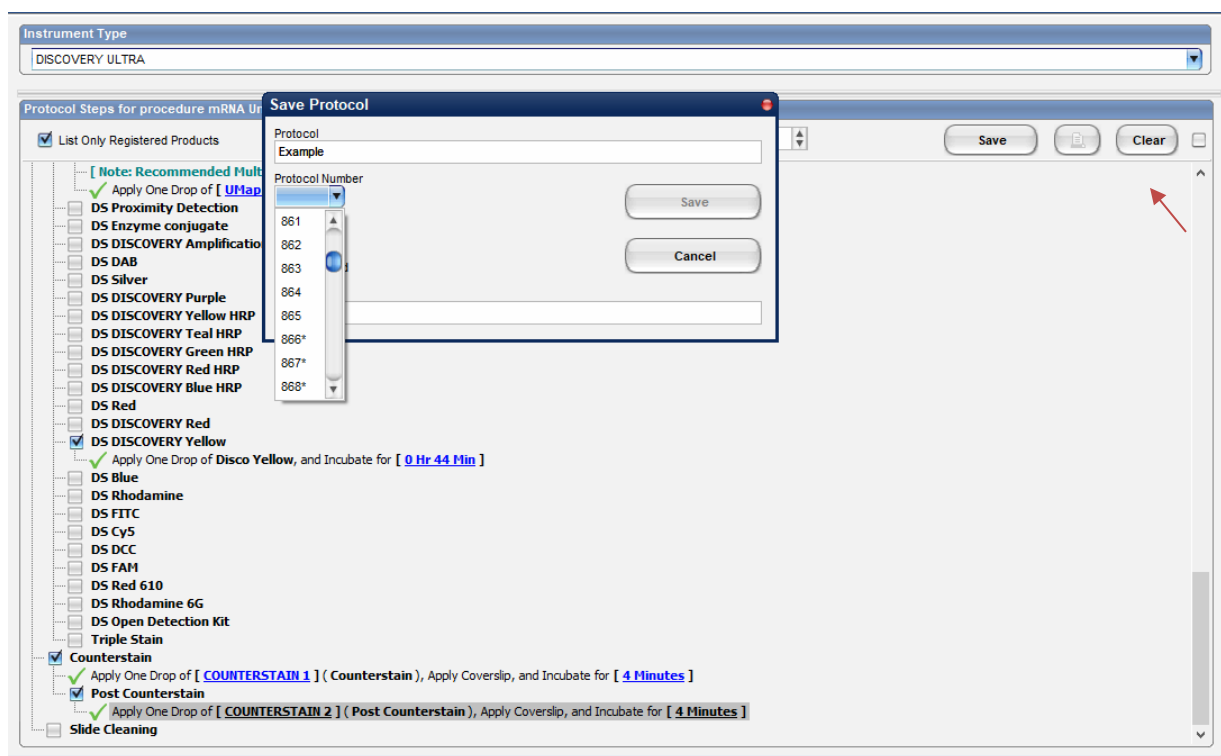 Instrument Type
DISCOVERY ULTRA
Protocol Steps for procedure mRNA Un
List Only Registered Products
Save
Clear
Save Protocol
Protocol
Example
Protocol Number
861
862
863
864
865
866*
867*
868*
Save
Cancel
[ Note: Recommended Mult
Apply One Drop of [ UMap
DS Proximity Detection
DS Enzyme conjugate
DS DISCOVERY Amplificatio
DS DAB
DS Silver
DS DISCOVERY Purple
DS DISCOVERY Yellow HRP
DS DISCOVERY Teal HRP
DS DISCOVERY Green HRP
DS DISCOVERY Red HRP
DS DISCOVERY Blue HRP
DS Red
DS DISCOVERY Red
DS DISCOVERY Yellow
Apply One Drop of Disco Yellow, and Incubate for [ 0 Hr 44 Min ]
DS Blue
DS Rhodamine
DS FITC
DS Cy5
DS DCC
DS FAM
DS Red 610
DS Rhodamine 6G
DS Open Detection Kit
Triple Stain
Counterstain
Apply One Drop of [ COUNTERSTAIN 1 ] ( Counterstain ), Apply Coverslip, and Incubate for [ 4 Minutes ]
Post Counterstain
Apply One Drop of [ COUNTERSTAIN 2 ] ( Post Counterstain ), Apply Coverslip, and Incubate for [ 4 Minutes ]
Slide Cleaning